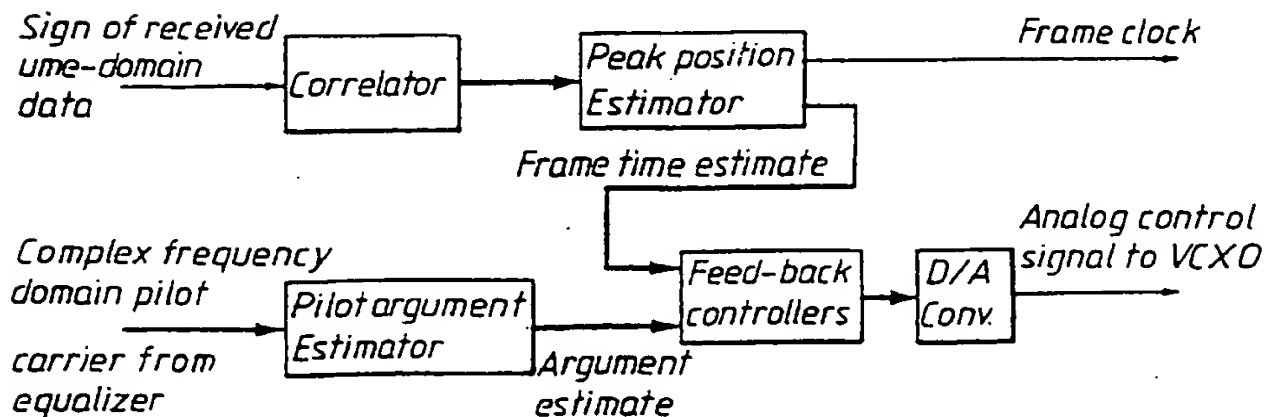 Sign of received
ume-domain
data
Correlator
Peak position
Estimator
Frame clock
Frame time estimate
Complex frequency
domain pilot
carrier from
equalizer
Pilot argument
Estimator
Argument
estimate
Feed-back
controllers
D/A
Conv.
Analog control
signal to VCXO